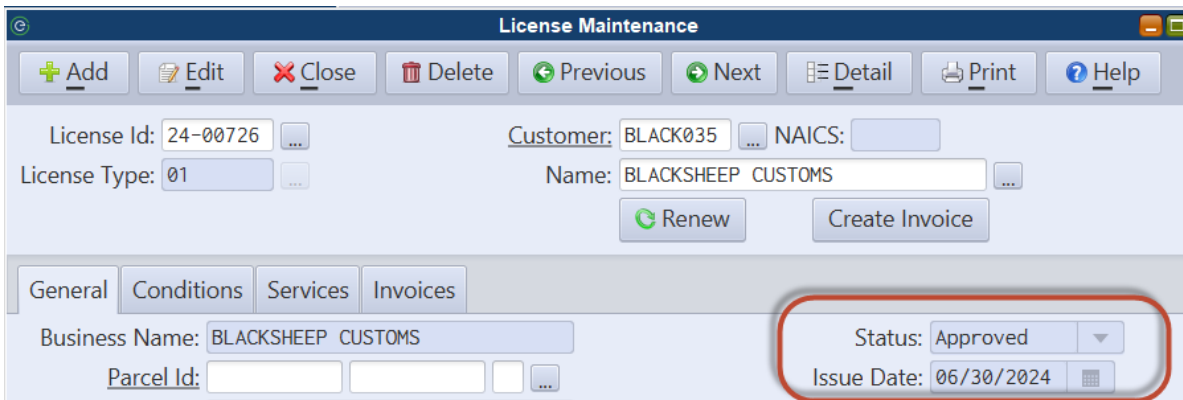 License Maintenance
Add Edit Close Delete Previous Next Detail Print Help
License Id: 24-00726 ... Customer: BLACK035 ... NAICS:
License Type: 01 ... Name: BLACKSHEEP CUSTOMS ...
Renew Create Invoice
General Conditions Services Invoices
Business Name: BLACKSHEEP CUSTOMS Status: Approved
Parcel Id: ... Issue Date: 06/30/2024